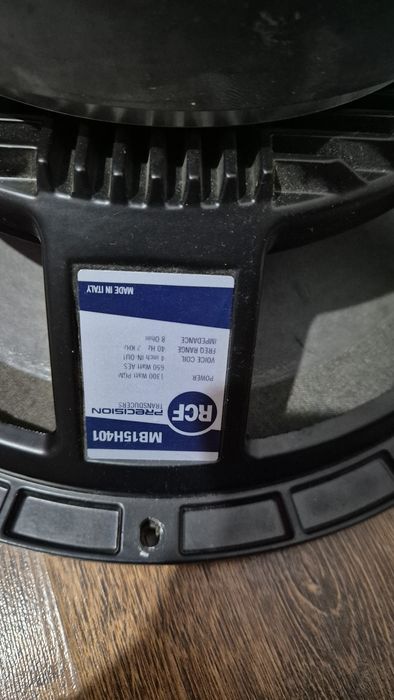 MB15H401
RCF
PRECISION
TRANSDUCERS
POWER 1300 Watt PGM
650 Watt AES
VOICE COIL 4 inch IN-OUT
FREQ RANGE 40 Hz 2 KHz
IMPEDANCE 8 Ohm
MADE IN ITALY